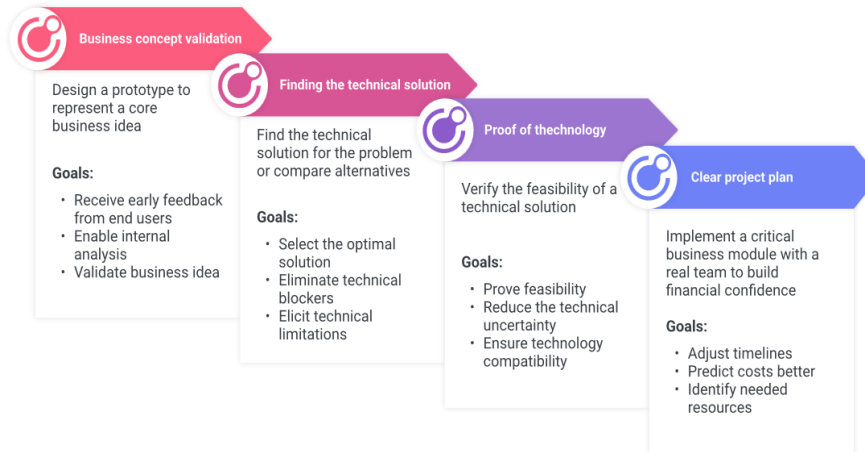 Business concept validation
Design a prototype to
represent a core
business idea
Goals:
• Receive early feedback
from end users
• Enable internal
analysis
• Validate business idea
Finding the technical solution
Find the technical
solution for the problem
or compare alternatives
Goals:
• Select the optimal
solution
• Eliminate technical
blockers
• Elicit technical
limitations
Proof of thechnology
Verify the feasibility of a
technical solution
Goals:
• Prove feasibility
• Reduce the technical
uncertainty
• Ensure technology
compatibility
Clear project plan
Implement a critical
business module with a
real team to build
financial confidence
Goals:
• Adjust timelines
• Predict costs better
• Identify needed
resources